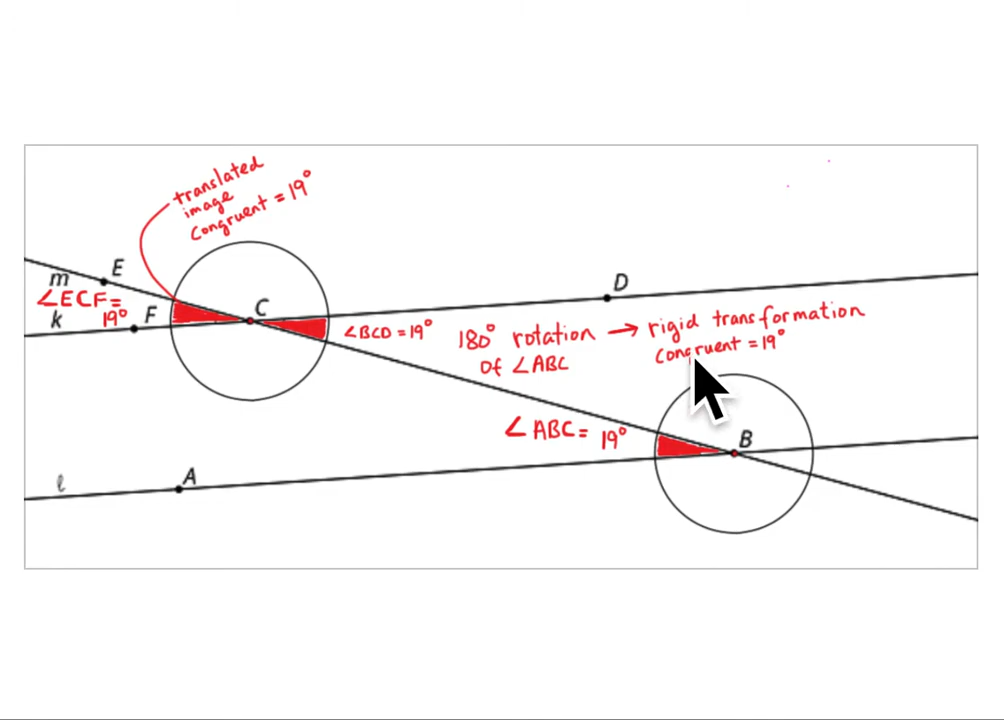 translated
image
Congruent = 19°
E
m
∠ECF=
19°
k
F
C
D
∠BCD = 19°
180° rotation → rigid transformation
of ∠ABC
Congruent = 19°
∠ABC = 19°
B
A
l